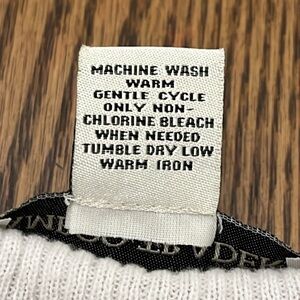 MACHINE WASH
WARM
GENTLE CYCLE
ONLY NON-
CHLORINE BLEACH
WHEN NEEDED
TUMBLE DRY LOW
WARM IRON